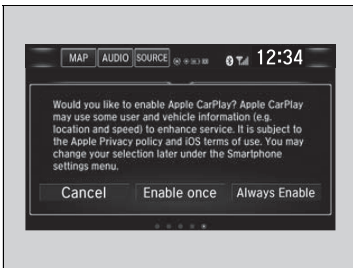 MAP AUDIO SOURCE 12:34
Would you like to enable Apple CarPlay? Apple CarPlay
may use some user and vehicle information (e.g.
location and speed) to enhance service. It is subject to
the Apple Privacy policy and iOS terms of use. You may
change your selection later under the Smartphone
settings menu.
Cancel Enable once Always Enable